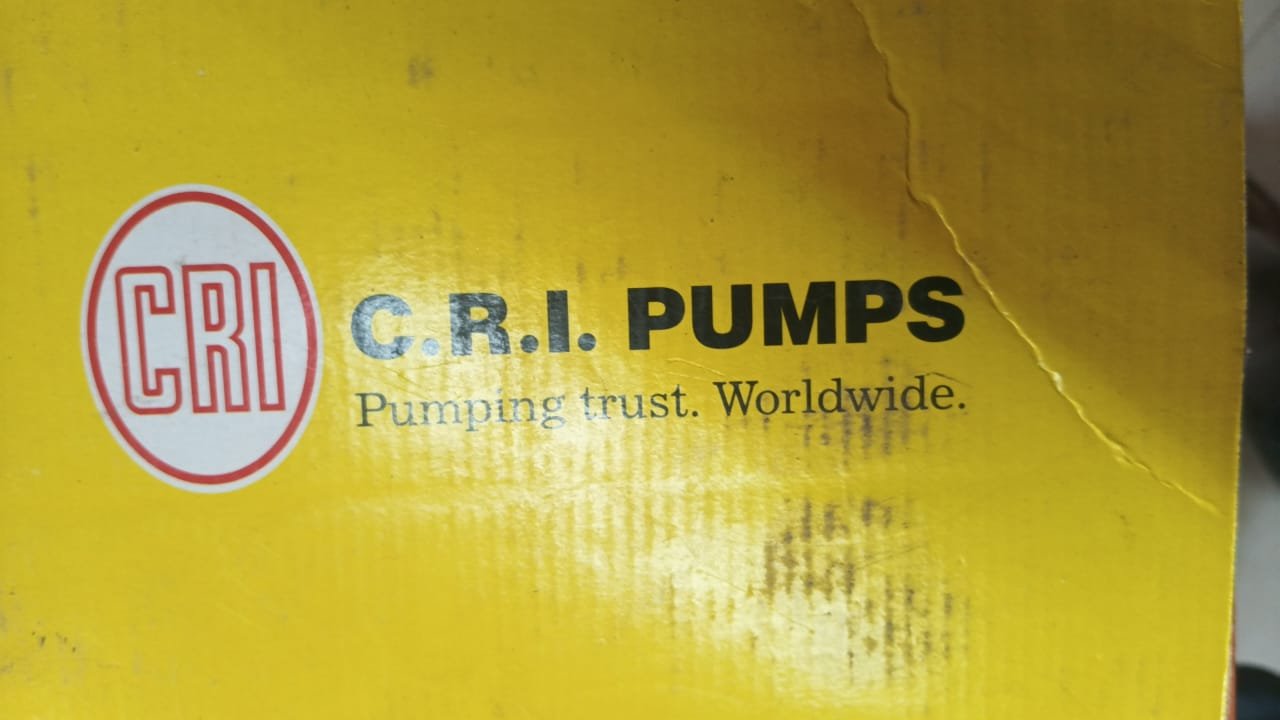 CRI
C.R.I. PUMPS
Pumping trust. Worldwide.